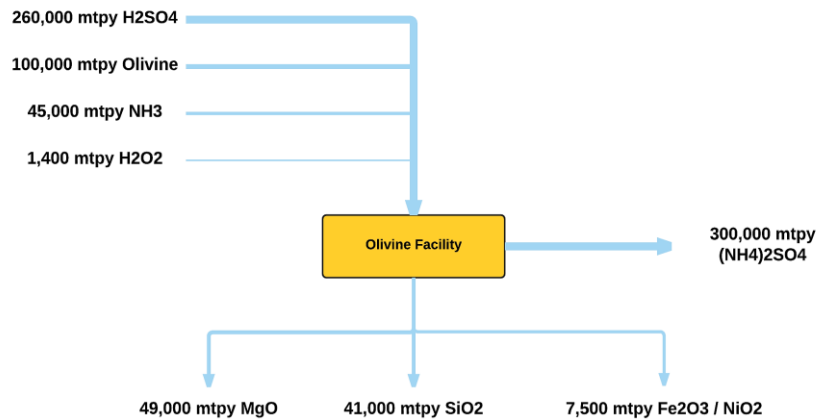 260,000 mtpy H2SO4
100,000 mtpy Olivine
45,000 mtpy NH3
1,400 mtpy H2O2
Olivine Facility
300,000 mtpy
(NH4)2SO4
49,000 mtpy MgO
41,000 mtpy SiO2
7,500 mtpy Fe2O3 / NiO2